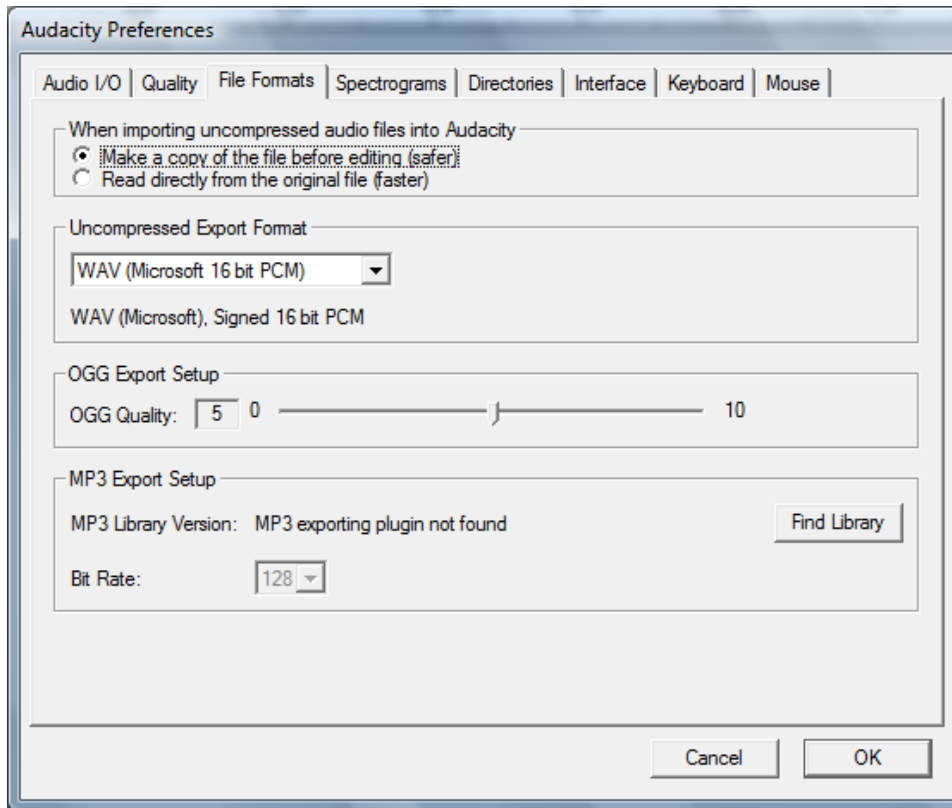 Audacity Preferences
Audio I/O Quality File Formats Spectrograms Directories Interface Keyboard Mouse
When importing uncompressed audio files into Audacity
Make a copy of the file before editing (safer)
Read directly from the original file (faster)
Uncompressed Export Format
WAV (Microsoft 16 bit PCM)
WAV (Microsoft), Signed 16 bit PCM
OGG Export Setup
OGG Quality: 5 0 10
MP3 Export Setup
MP3 Library Version: MP3 exporting plugin not found Find Library
Bit Rate: 128
Cancel OK